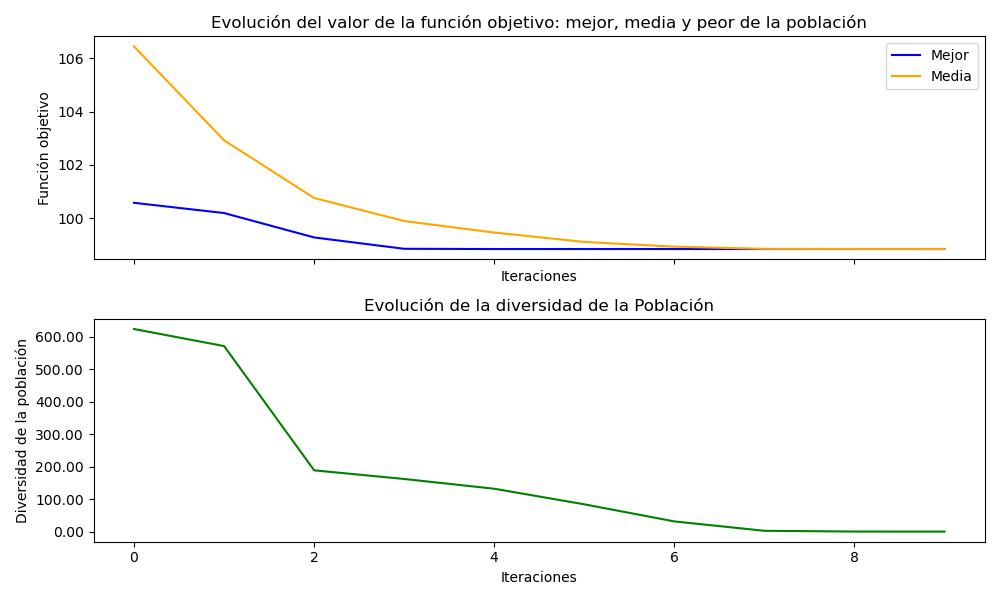 Evolución del valor de la función objetivo: mejor, media y peor de la población
Función objetivo
106
104
102
100
Mejor
Media
Iteraciones
Evolución de la diversidad de la Población
Diversidad de la población
600.00
500.00
400.00
300.00
200.00
100.00
0.00
0
2
4
6
8
Iteraciones